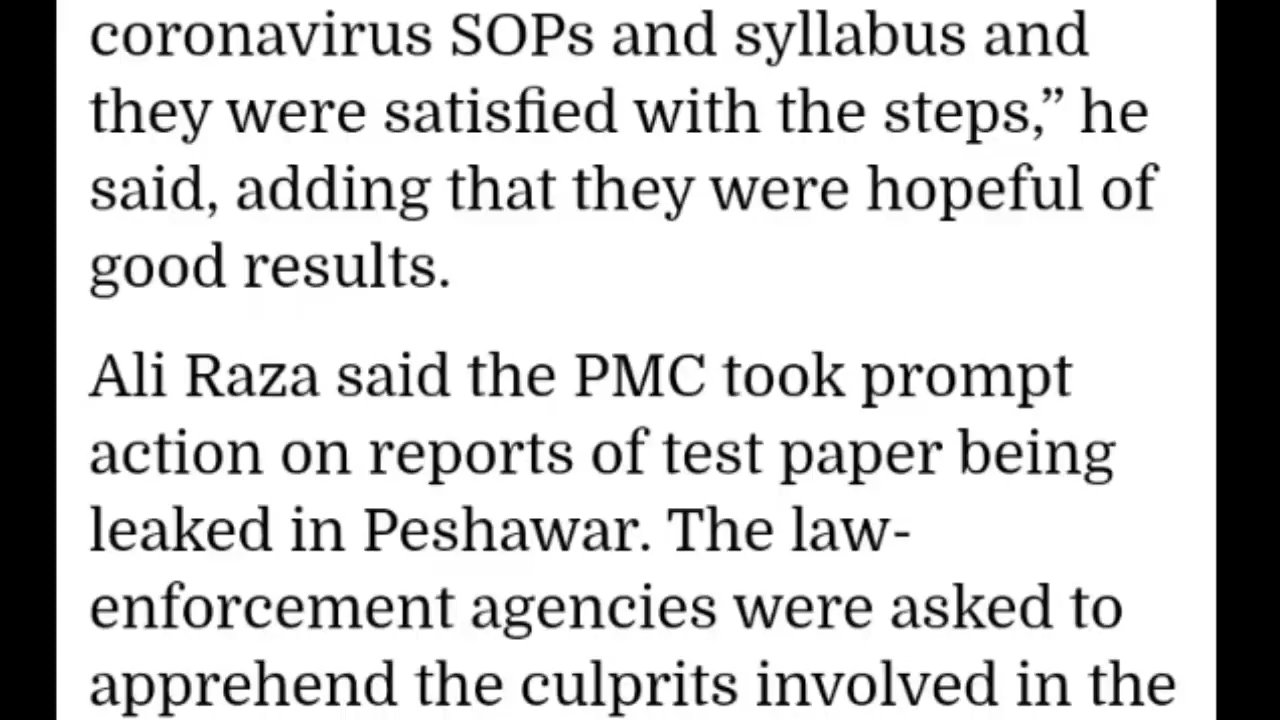 coronavirus SOPs and syllabus and
they were satisfied with the steps,” he
said, adding that they were hopeful of
good results.
Ali Raza said the PMC took prompt
action on reports of test paper being
leaked in Peshawar. The law-
enforcement agencies were asked to
apprehend the culprits involved in the